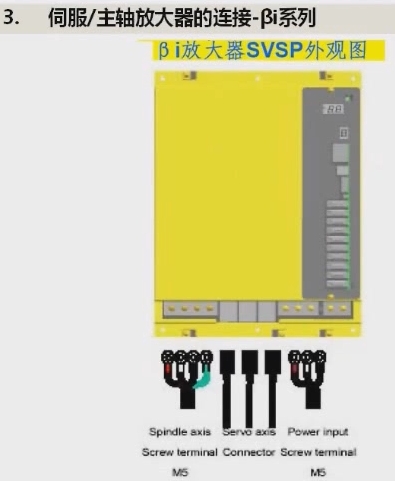 3. 伺服/主轴放大器的连接-βi系列
βi放大器SVSP外观图
Spindle axis Servo axis Power input
Screw terminal Connector Screw terminal
M5 M5